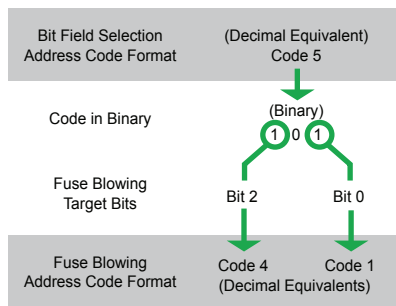 Bit Field Selection
Address Code Format
(Decimal Equivalent)
Code 5
Code in Binary
(Binary)
1 0 1
Fuse Blowing
Target Bits
Bit 2
Bit 0
Fuse Blowing
Address Code Format
Code 4
Code 1
(Decimal Equivalents)